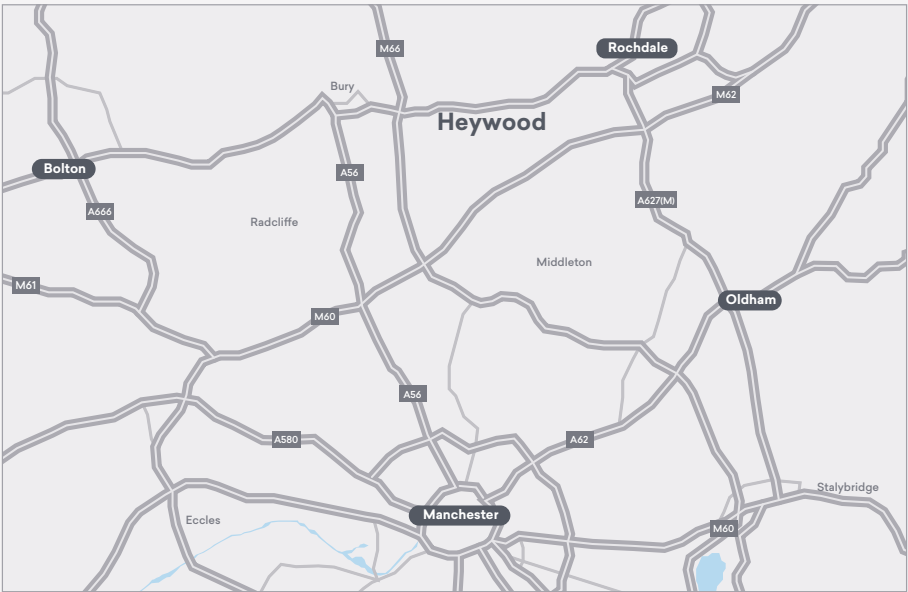 M66
Rochdale
Bury
M62
Heywood
Bolton
A56
A666
A627(M)
Radcliffe
Middleton
M61
Oldham
M60
A56
A580
A62
Stalybridge
Manchester
Eccles
M60